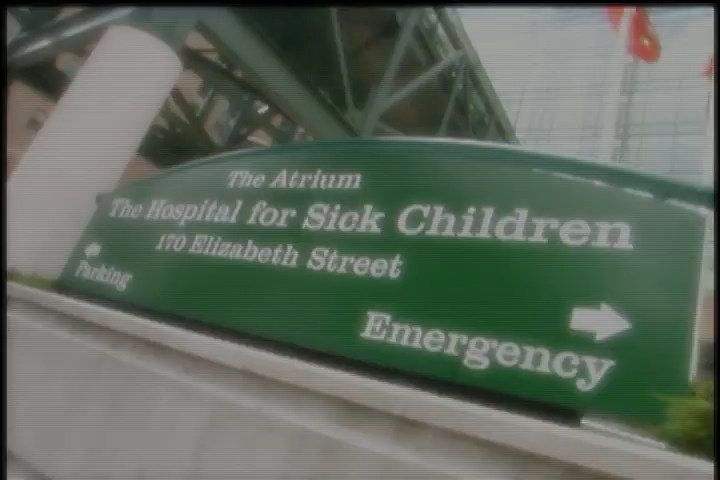 The Atrium
The Hospital for Sick Children
170 Elizabeth Street
Parking
Emergency